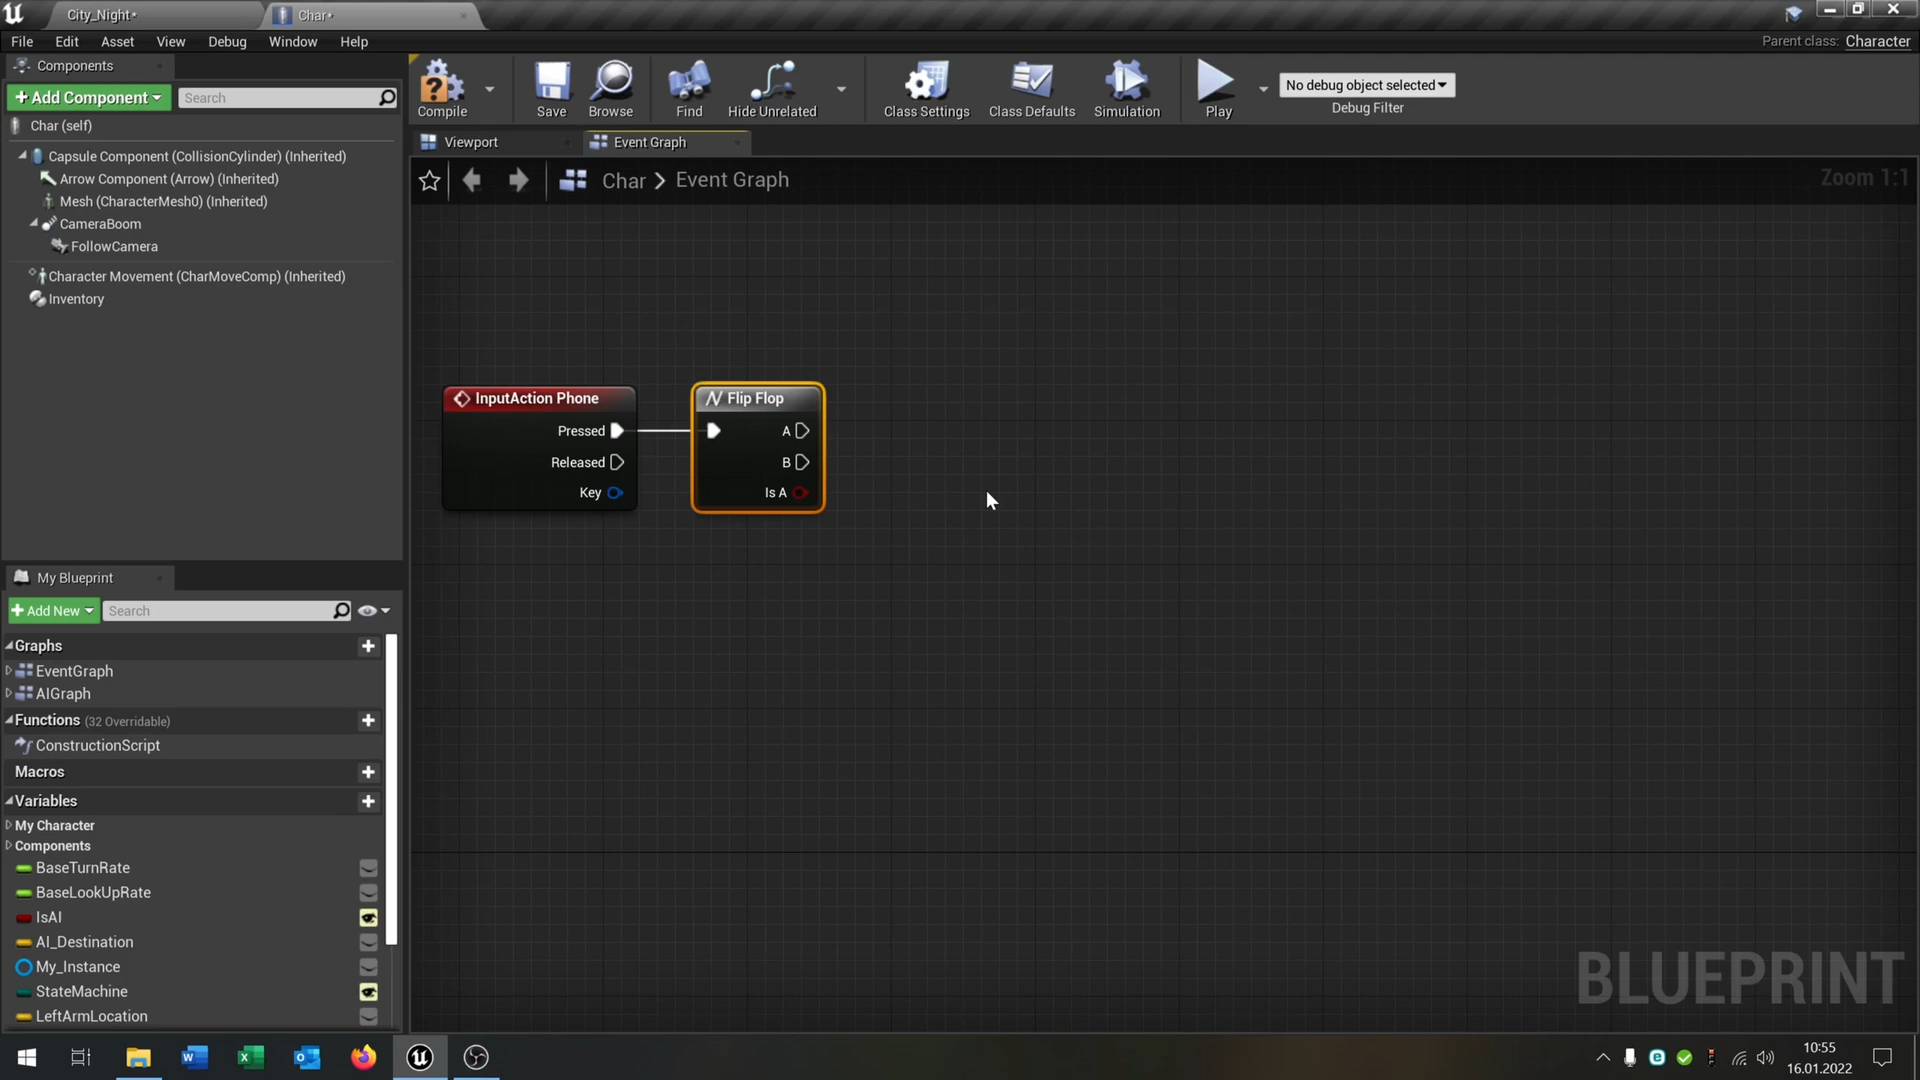 City_Night*
Char*
File Edit Asset View Debug Window Help
Parent class: Character
Components
+ Add Component
Search
Char (self)
Capsule Component (CollisionCylinder) (Inherited)
Arrow Component (Arrow) (Inherited)
Mesh (CharacterMesh0) (Inherited)
CameraBoom
FollowCamera
Character Movement (CharMoveComp) (Inherited)
Inventory
My Blueprint
+ Add New
Search
Graphs
EventGraph
AIGraph
Functions (32 Overridable)
ConstructionScript
Macros
Variables
My Character
Components
BaseTurnRate
BaseLookUpRate
IsAI
AI_Destination
My_Instance
StateMachine
LeftArmLocation
Compile
Save
Browse
Find
Hide Unrelated
Class Settings
Class Defaults
Simulation
Play
No debug object selected
Debug Filter
Viewport
Event Graph
Char > Event Graph
Zoom 1:1
InputAction Phone
Pressed
Released
Key
Flip Flop
A
B
Is A
BLUEPRINT
10:55
16.01.2022